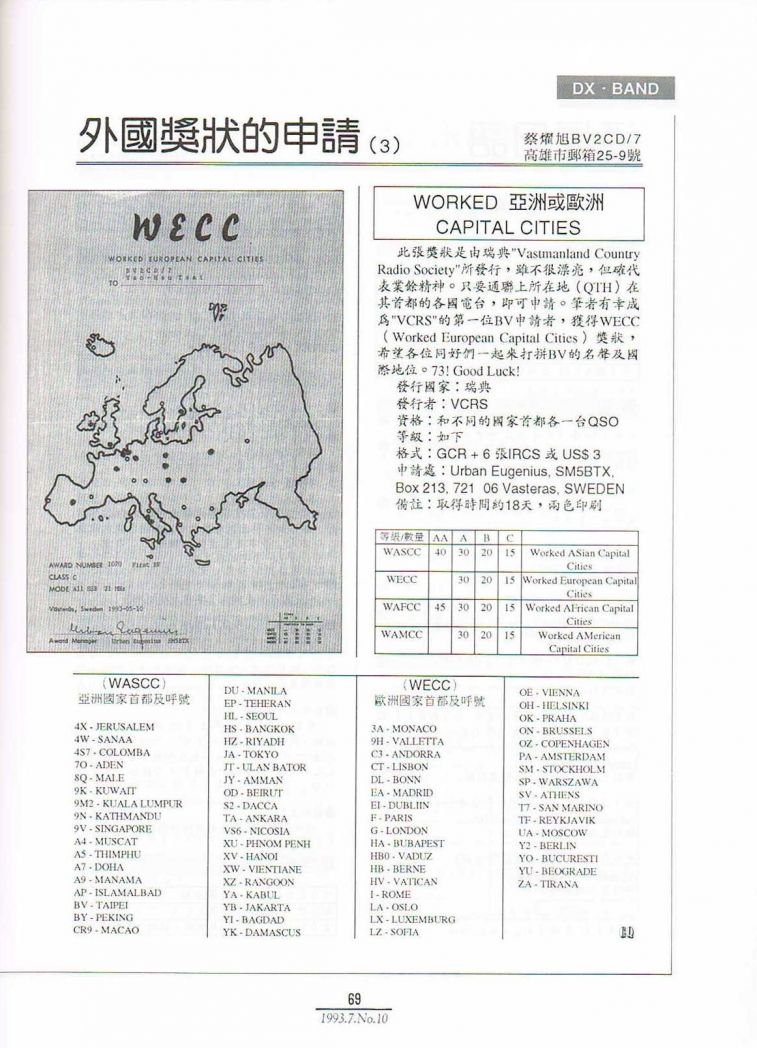 DX · BAND
外國獎狀的申請(3)
蔡燿旭BV2CD/7
高雄市郵箱25-9號
WECC
WORKED EUROPEAN CAPITAL CITIES
BV2CD/7
Yao-Hsu Tsai
TO
AWARD NUMBER 1070 First BV
CLASS C
MODE All SSB 21 MHz
Västerås, Sweden 1993-05-10
Urban Eugenius
Award Manager Urban Eugenius SM5BTX
WORKED 亞洲或歐洲
CAPITAL CITIES
此張獎狀是由瑞典"Vastmanland Country
Radio Society"所發行，雖不很漂亮，但確代
表業餘精神。只要通聯上所在地（QTH）在
其首都的各國電台，即可申請。筆者有幸成
爲"VCRS"的第一位BV申請者，獲得WECC
（Worked European Capital Cities）獎狀，
希望各位同好們一起來打拼BV的名聲及國
際地位。73! Good Luck!
發行國家：瑞典
發行者：VCRS
資格：和不同的國家首都各一台QSO
等級：如下
格式：GCR + 6 張IRCS 或 US$ 3
申請處：Urban Eugenius, SM5BTX,
Box 213, 721 06 Vasteras, SWEDEN
備註：取得時間約18天，兩色印刷
等級/數量 AA A B C
WASCC 40 30 20 15 Worked ASian Capital
Cities
WECC 30 20 15 Worked European Capital
Cities
WAFCC 45 30 20 15 Worked AFrican Capital
Cities
WAMCC 30 20 15 Worked AMerican
Capital Cities
(WASCC)
亞洲國家首都及呼號
4X - JERUSALEM
4W - SANAA
4S7 - COLOMBA
7O - ADEN
8Q - MALE
9K - KUWAIT
9M2 - KUALA LUMPUR
9N - KATHMANDU
9V - SINGAPORE
A4 - MUSCAT
A5 - THIMPHU
A7 - DOHA
A9 - MANAMA
AP - ISLAMALBAD
BV - TAIPEI
BY - PEKING
CR9 - MACAO
DU - MANILA
EP - TEHERAN
HL - SEOUL
HS - BANGKOK
HZ - RIYADH
JA - TOKYO
JT - ULAN BATOR
JY - AMMAN
OD - BEIRUT
S2 - DACCA
TA - ANKARA
VS6 - NICOSIA
XU - PHNOM PENH
XV - HANOI
XW - VIENTIANE
XZ - RANGOON
YA - KABUL
YB - JAKARTA
YI - BAGDAD
YK - DAMASCUS
(WECC)
歐洲國家首都及呼號
3A - MONACO
9H - VALLETTA
C3 - ANDORRA
CT - LISBON
DL - BONN
EA - MADRID
EI - DUBLIIN
F - PARIS
G - LONDON
HA - BUBAPEST
HB0 - VADUZ
HB - BERNE
HV - VATICAN
I - ROME
LA - OSLO
LX - LUXEMBURG
LZ - SOFIA
OE - VIENNA
OH - HELSINKI
OK - PRAHA
ON - BRUSSELS
OZ - COPENHAGEN
PA - AMSTERDAM
SM - STOCKHOLM
SP - WARSZAWA
SV - ATHENS
T7 - SAN MARINO
TF - REYKJAVIK
UA - MOSCOW
Y2 - BERLIN
YO - BUCURESTI
YU - BEOGRADE
ZA - TIRANA
CQ
69
1993.7.No.10